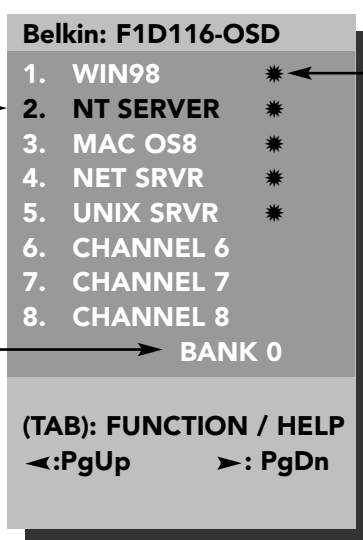 Belkin: F1D116-OSD
1. WIN98 ✹
2. NT SERVER ✹
3. MAC OS8 ✹
4. NET SRVR ✹
5. UNIX SRVR ✹
6. CHANNEL 6
7. CHANNEL 7
8. CHANNEL 8
BANK 0
(TAB): FUNCTION / HELP
◄:PgUp ►: PgDn